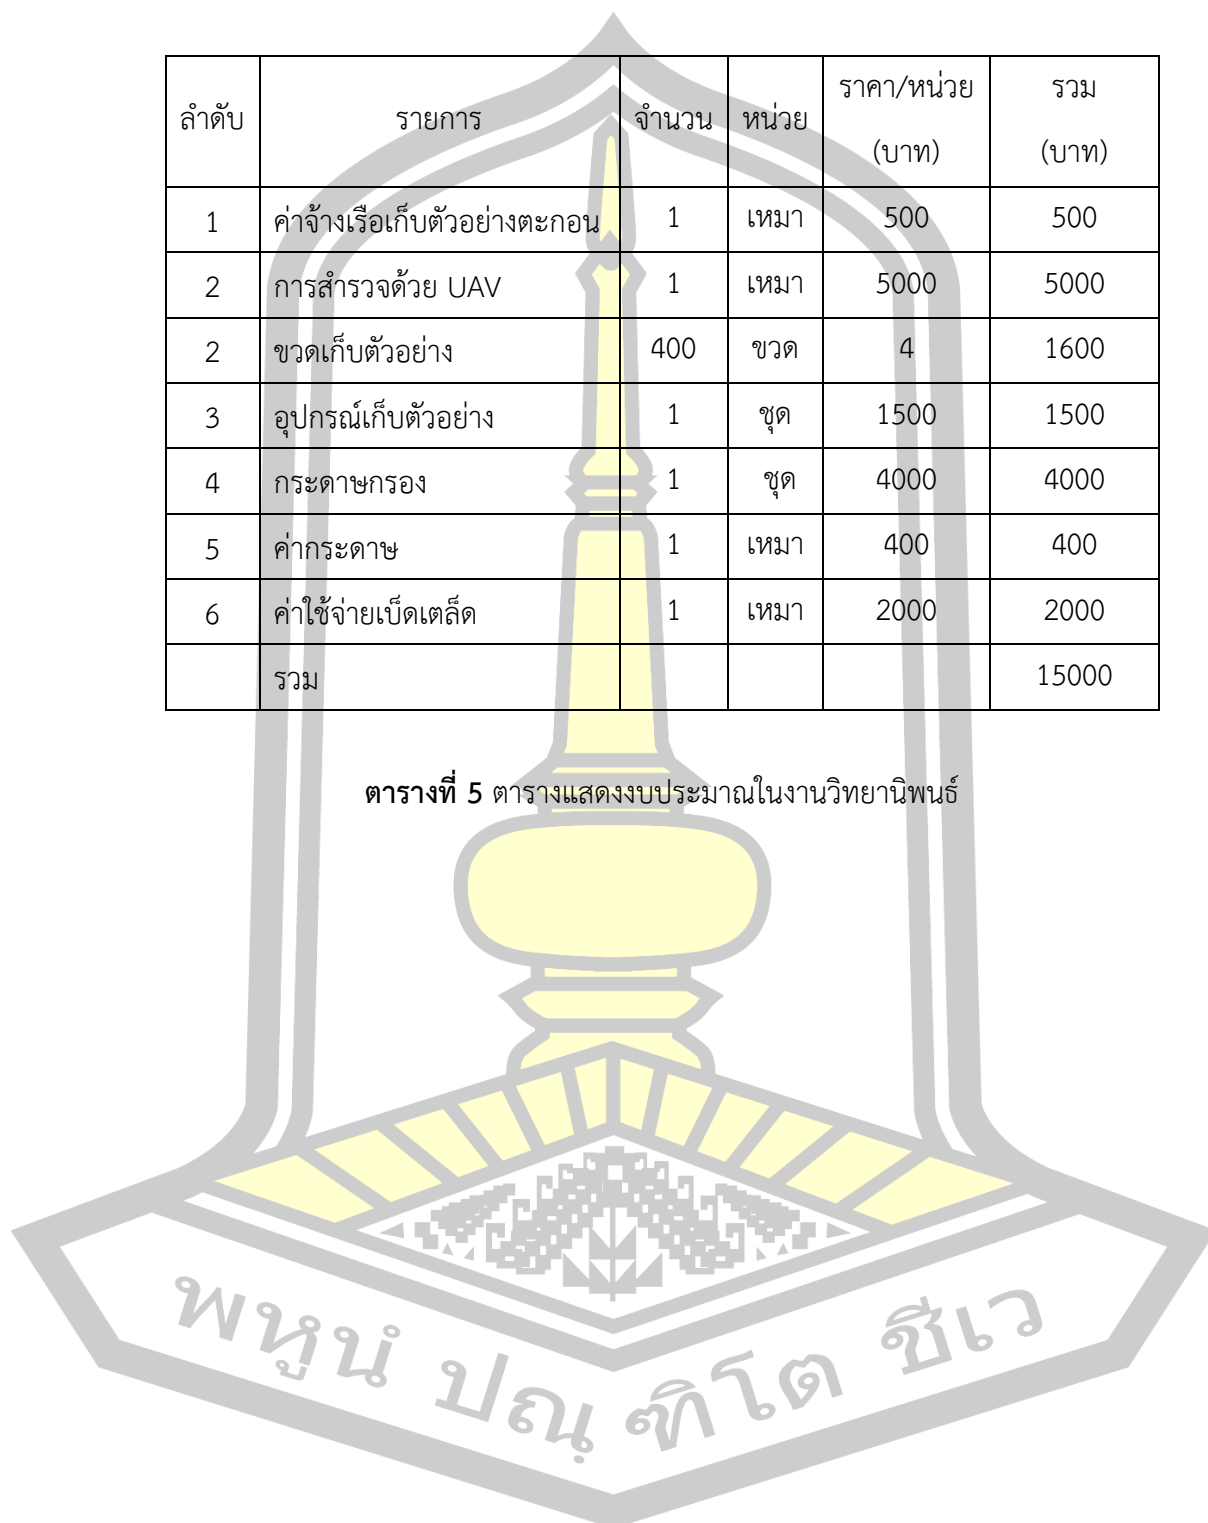 ลำดับ รายการ จำนวน หน่วย ราคา/หน่วย (บาท) รวม (บาท)
1 ค่าจ้างเรือเก็บตัวอย่างตะกอน 1 เหมา 500 500
2 การสำรวจด้วย UAV 1 เหมา 5000 5000
2 ขวดเก็บตัวอย่าง 400 ขวด 4 1600
3 อุปกรณ์เก็บตัวอย่าง 1 ชุด 1500 1500
4 กระดาษกรอง 1 ชุด 4000 4000
5 ค่ากระดาษ 1 เหมา 400 400
6 ค่าใช้จ่ายเบ็ดเตล็ด 1 เหมา 2000 2000
รวม 15000
ตารางที่ 5 ตารางแสดงงบประมาณในงานวิทยานิพนธ์
พหูนํ ปณฺฑิโต ชีเว